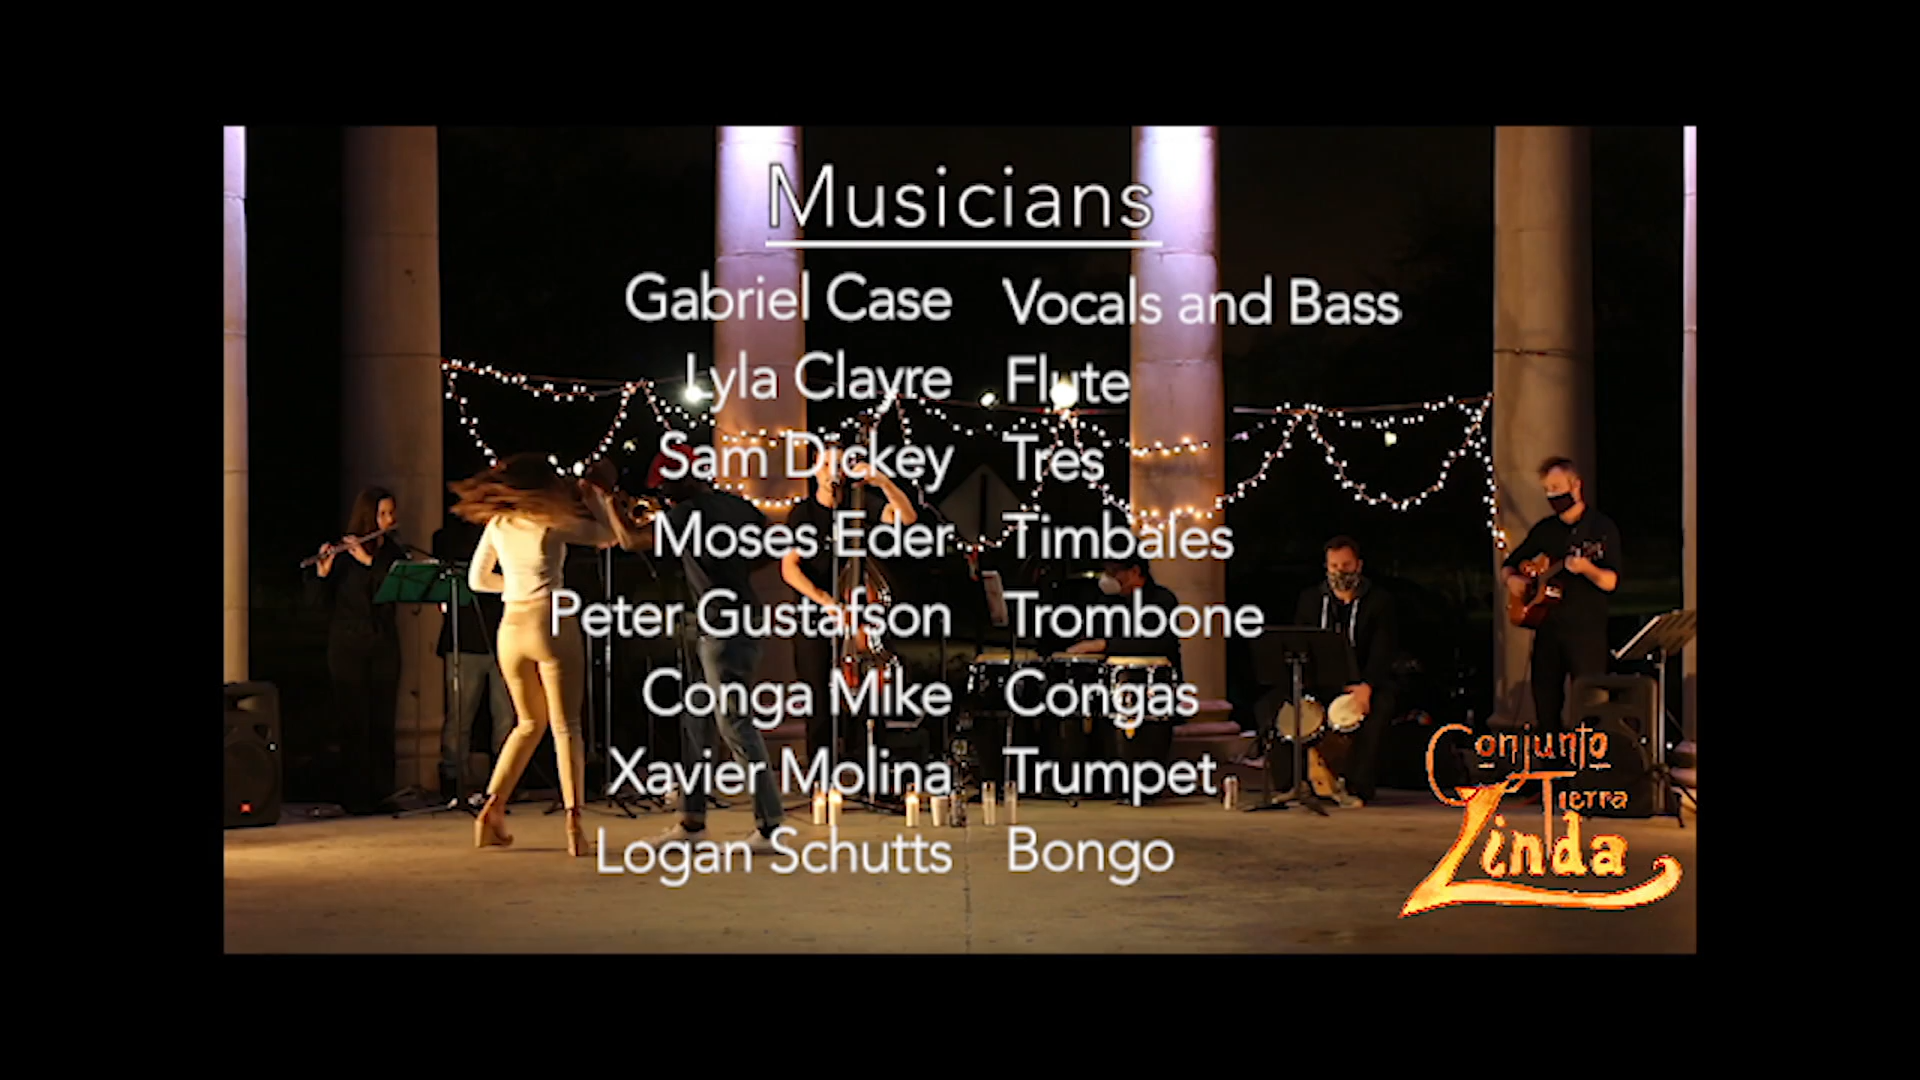 Musicians
Gabriel Case Vocals and Bass
Lyla Clayre Flute
Sam Dickey Tres
Moses Eder Timbales
Peter Gustafson Trombone
Conga Mike Congas
Xavier Molina Trumpet
Logan Schutts Bongo
Conjunto
Tierra
Linda